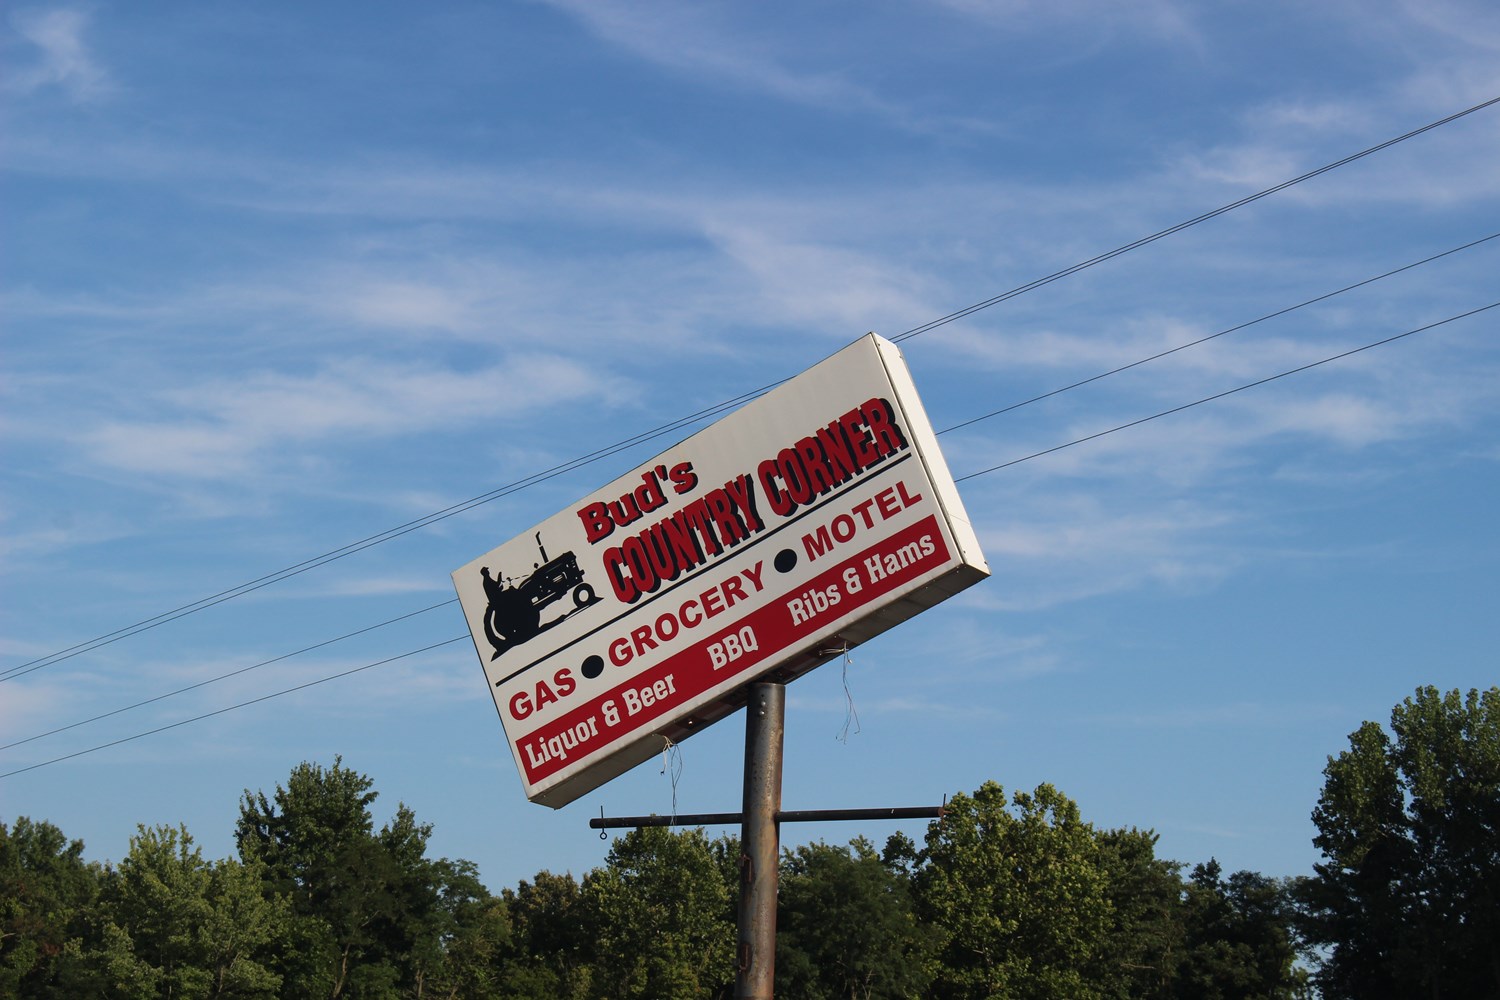 Bud's
COUNTRY CORNER
GAS ● GROCERY ● MOTEL
Liquor & Beer BBQ Ribs & Hams